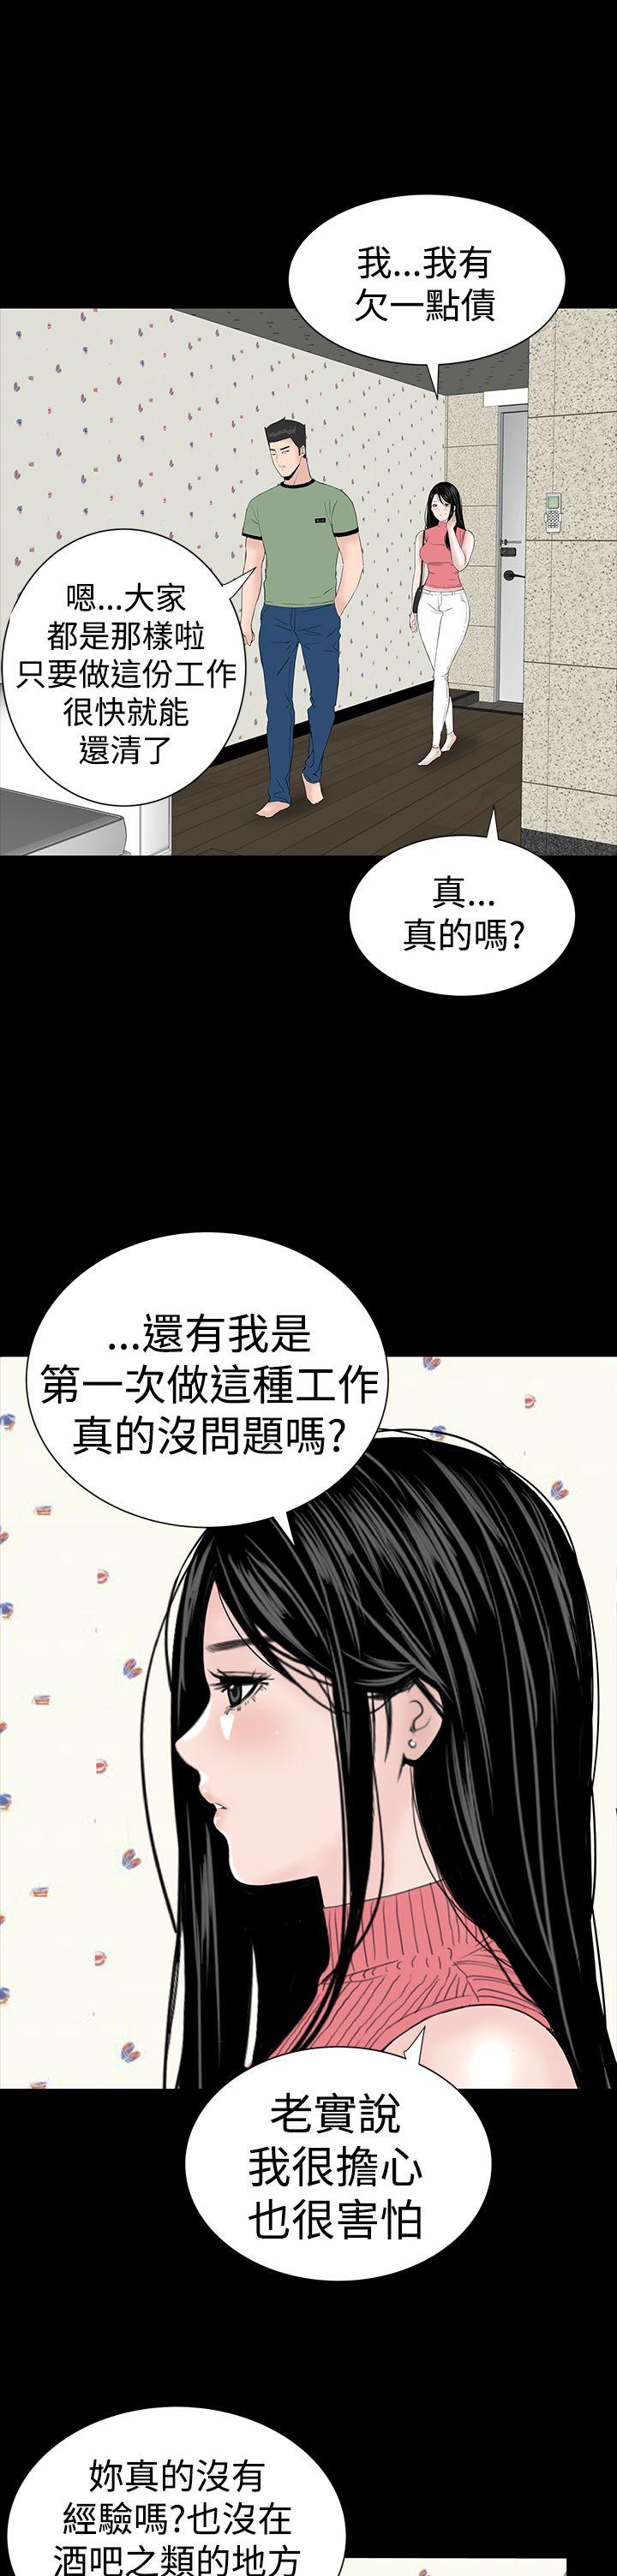 我...我有
欠一點債
嗯...大家
都是那樣啦
只要做這份工作
很快就能
還清了
真...
真的嗎?
...還有我是
第一次做這種工作
真的沒問題嗎?
老實說
我很擔心
也很害怕
妳真的沒有
經驗嗎?也沒在
酒吧之類的地方